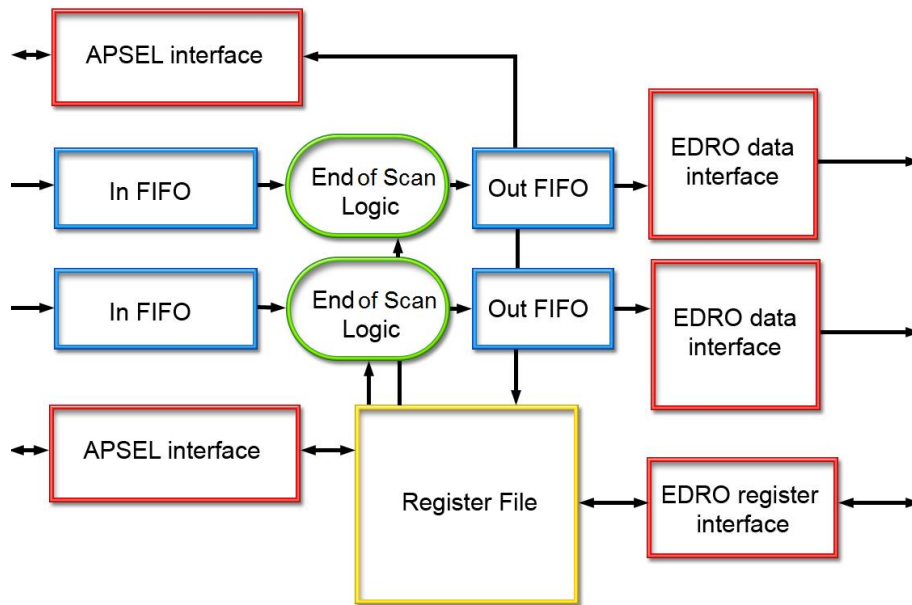 APSEL interface
In FIFO
End of Scan
Logic
Out FIFO
EDRO data
interface
In FIFO
End of Scan
Logic
Out FIFO
EDRO data
interface
APSEL interface
Register File
EDRO register
interface